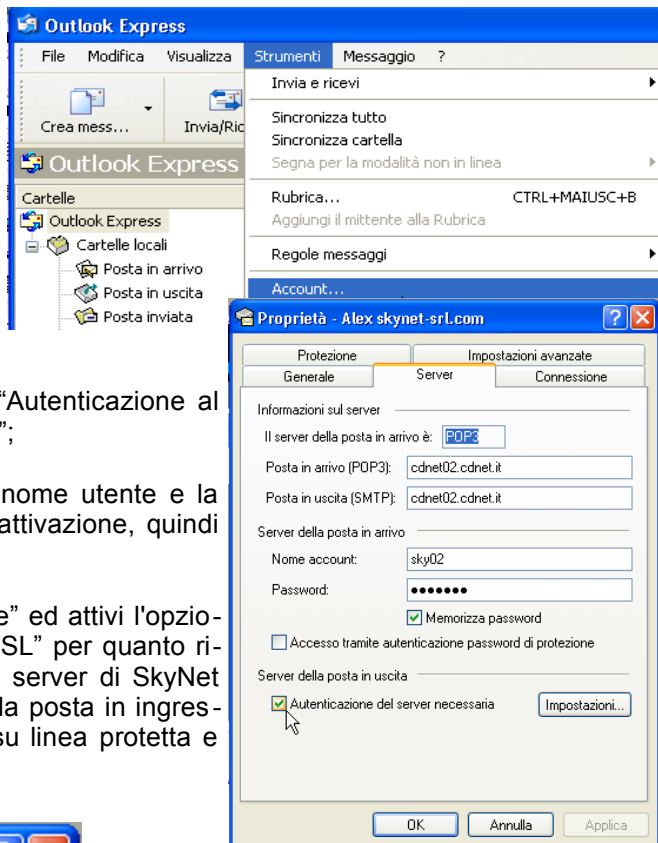 Outlook Express
File Modifica Visualizza Strumenti Messaggio ?
Crea mess... Invia/Ric
Outlook Express
Cartelle
Outlook Express
Cartelle locali
Posta in arrivo
Posta in uscita
Posta inviata
Invia e ricevi
Sincronizza tutto
Sincronizza cartella
Segna per la modalità non in linea
Rubrica... CTRL+MAIUSC+B
Aggiungi il mittente alla Rubrica
Regole messaggi
Account...
“Autenticazione al
”;
nome utente e la
attivazione, quindi
e” ed attivi l'opzio-
SL” per quanto ri-
server di SkyNet
la posta in ingres-
su linea protetta e
Proprietà - Alex skynet-srl.com
Protezione Impostazioni avanzate
Generale Server Connessione
Informazioni sul server
Il server della posta in arrivo è: POP3
Posta in arrivo (POP3): cdnet02.cdnet.it
Posta in uscita (SMTP): cdnet02.cdnet.it
Server della posta in arrivo
Nome account: sky02
Password: ●●●●●●●
Memorizza password
Accesso tramite autenticazione password di protezione
Server della posta in uscita
Autenticazione del server necessaria Impostazioni...
OK Annulla Applica